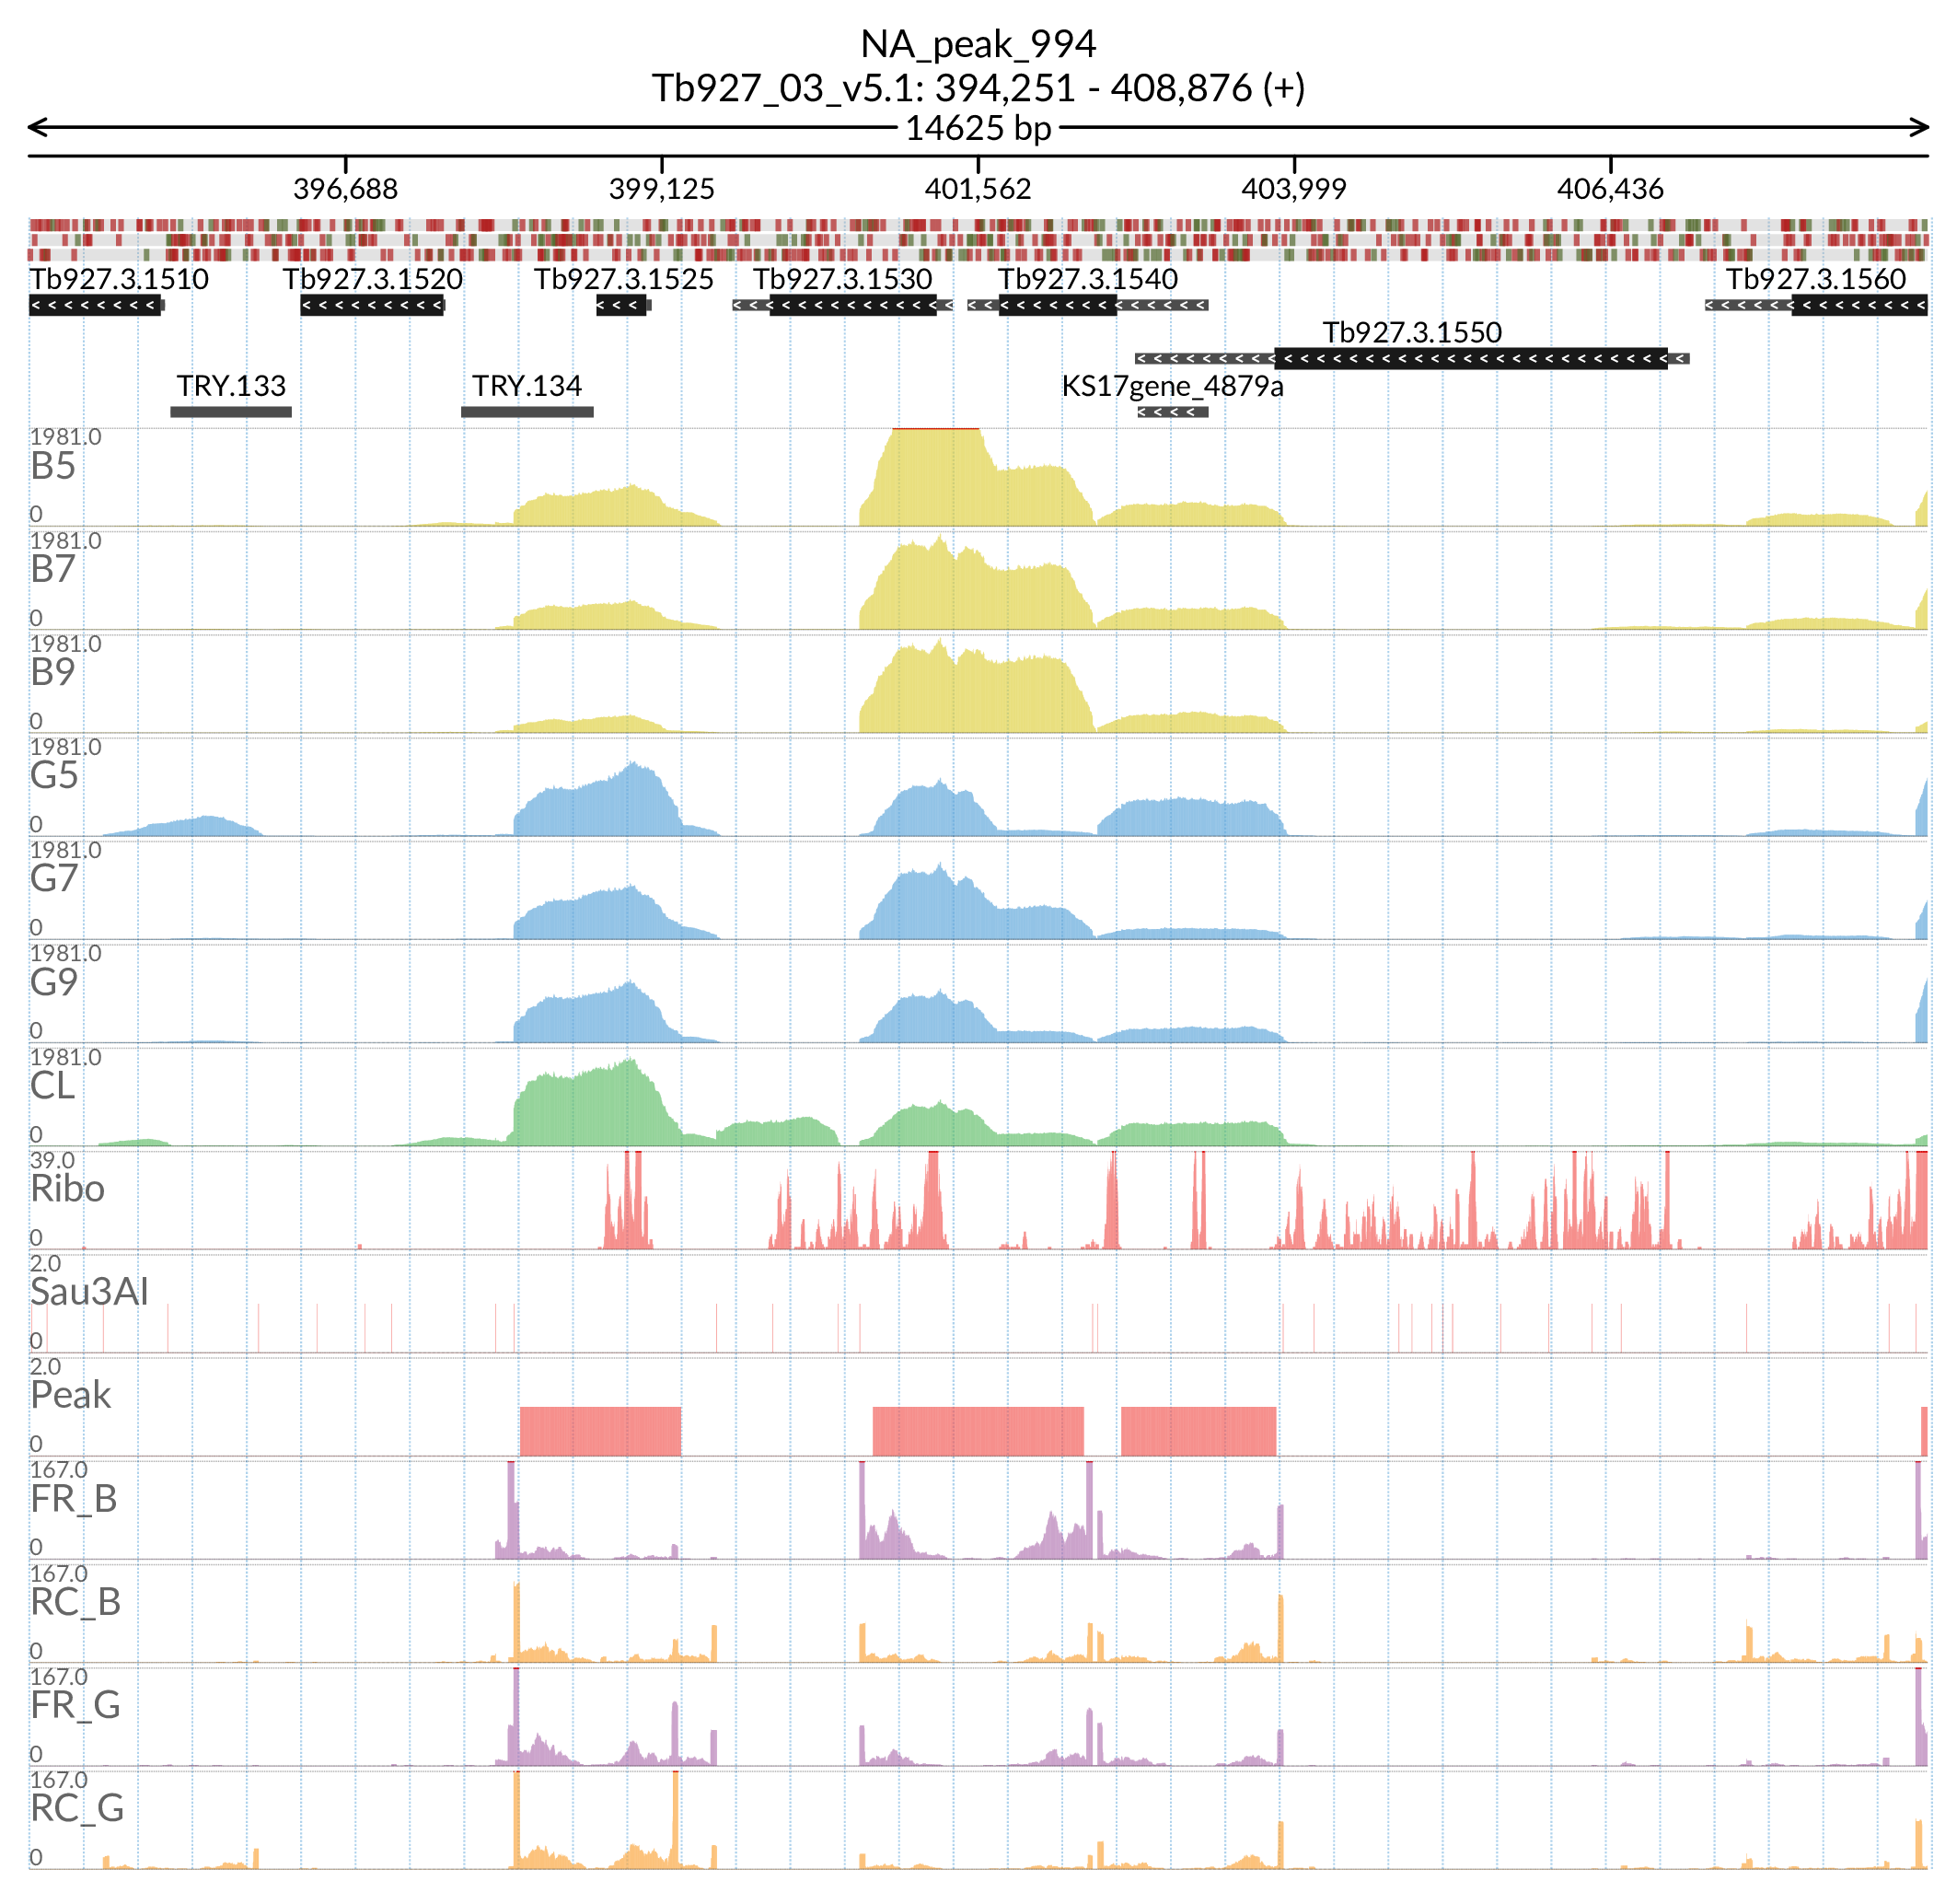 NA_peak_994
Tb927_03_v5.1: 394,251 - 408,876 (+)
14625 bp
396,688 399,125 401,562 403,999 406,436
Tb927.3.1510 Tb927.3.1520 Tb927.3.1525 Tb927.3.1530 Tb927.3.1540 Tb927.3.1560
Tb927.3.1550
TRY.133 TRY.134 KS17gene_4879a
1981.0
B5
0
1981.0
B7
0
1981.0
B9
0
1981.0
G5
0
1981.0
G7
0
1981.0
G9
0
1981.0
CL
0
39.0
Ribo
0
2.0
Sau3AI
0
2.0
Peak
0
167.0
FR_B
0
167.0
RC_B
0
167.0
FR_G
0
167.0
RC_G
0